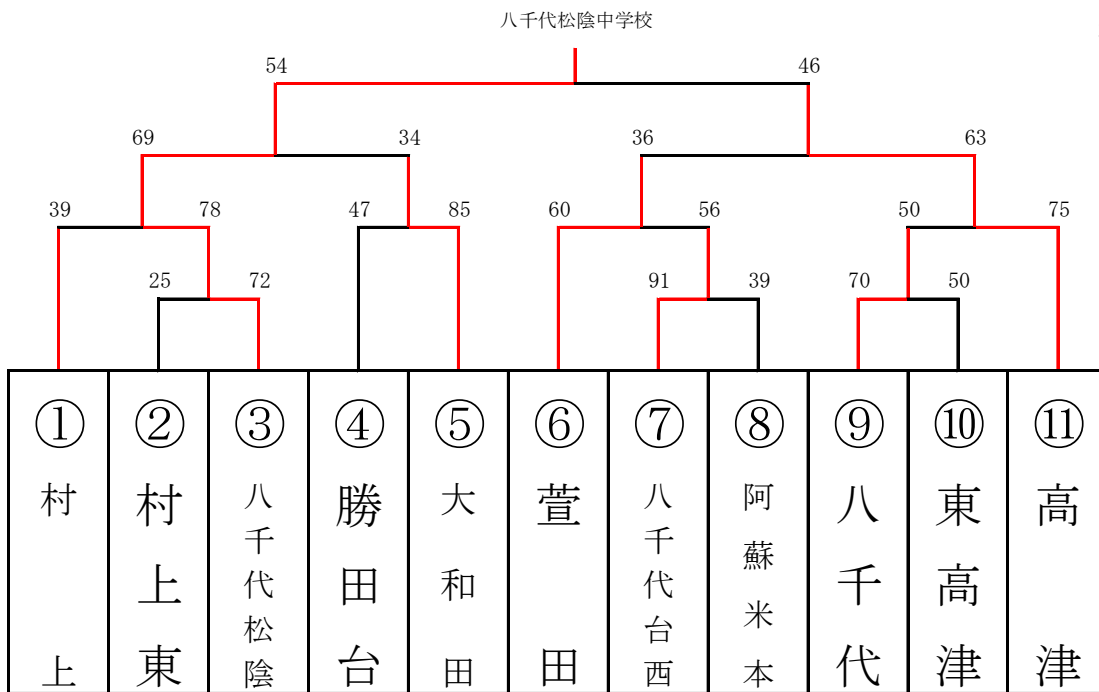 八千代松陰中学校
54 46
69 34 36 63
39 78 47 85 60 56 50 75
25 72 91 39 70 50
① ② ③ ④ ⑤ ⑥ ⑦ ⑧ ⑨ ⑩ ⑪
村上
村上東
八千代松陰
勝田台
大和田
萱田
八千代台西
阿蘇米本
八千代
東高津
高津